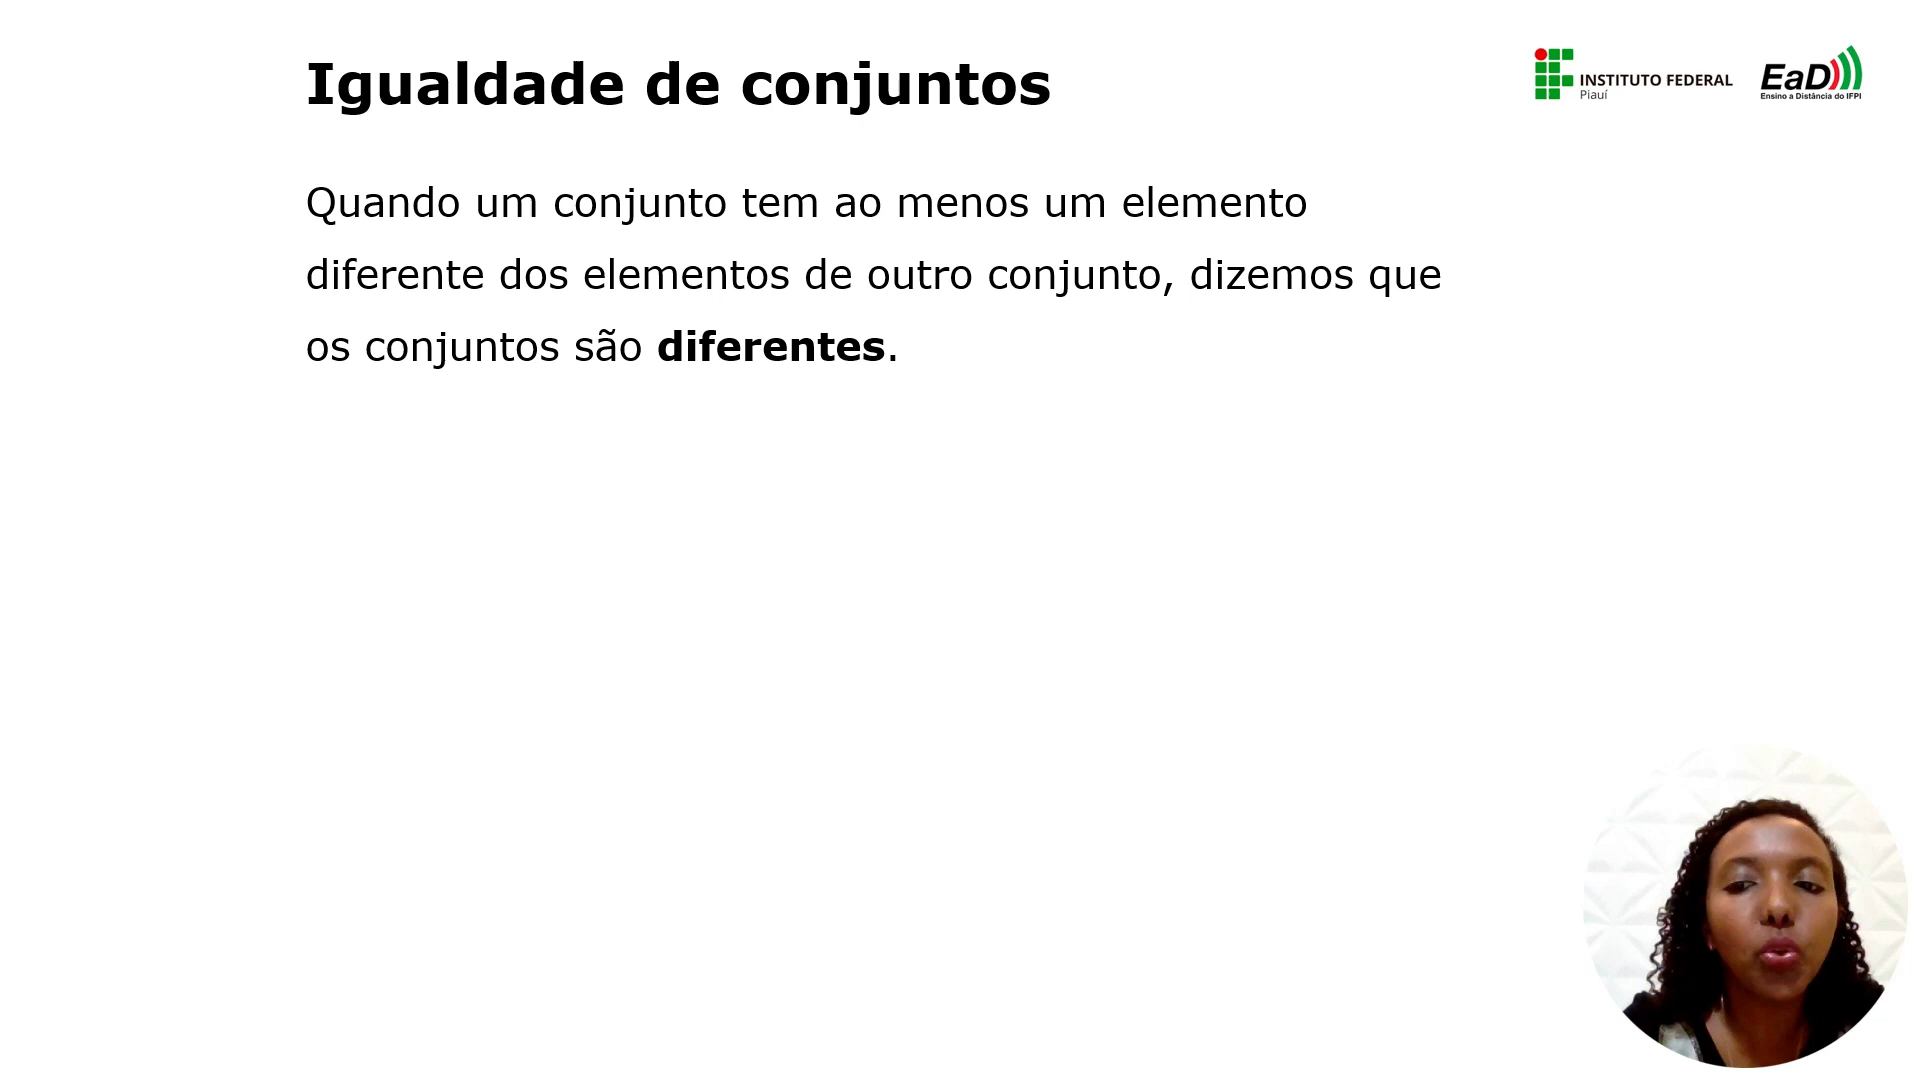 Igualdade de conjuntos
INSTITUTO FEDERAL
Piauí
EaD
Ensino a Distância do IFPI
Quando um conjunto tem ao menos um elemento
diferente dos elementos de outro conjunto, dizemos que
os conjuntos são diferentes.